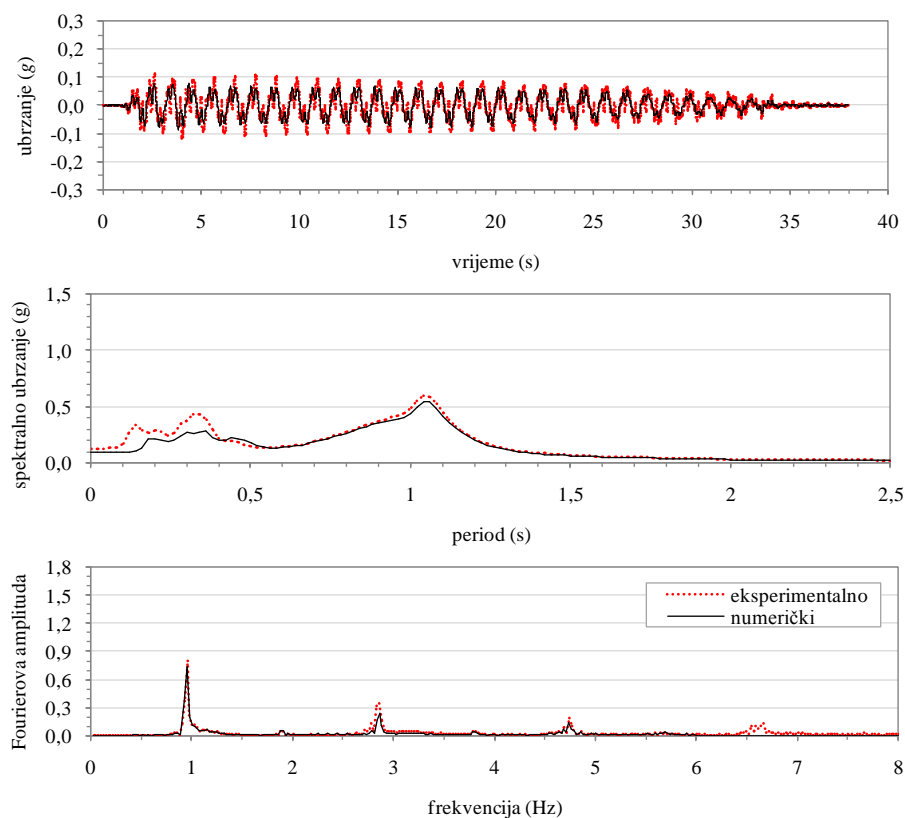 0,3
0,2
0,1
0,0
-0,1
-0,2
-0,3
ubrzanje (g)
0 5 10 15 20 25 30 35 40
vrijeme (s)
1,5
1,0
0,5
0,0
spektralno ubrzanje (g)
0 0,5 1 1,5 2 2,5
period (s)
1,8
1,5
1,2
0,9
0,6
0,3
0,0
Fourierova amplituda
eksperimentalno
numerički
0 1 2 3 4 5 6 7 8
frekvencija (Hz)